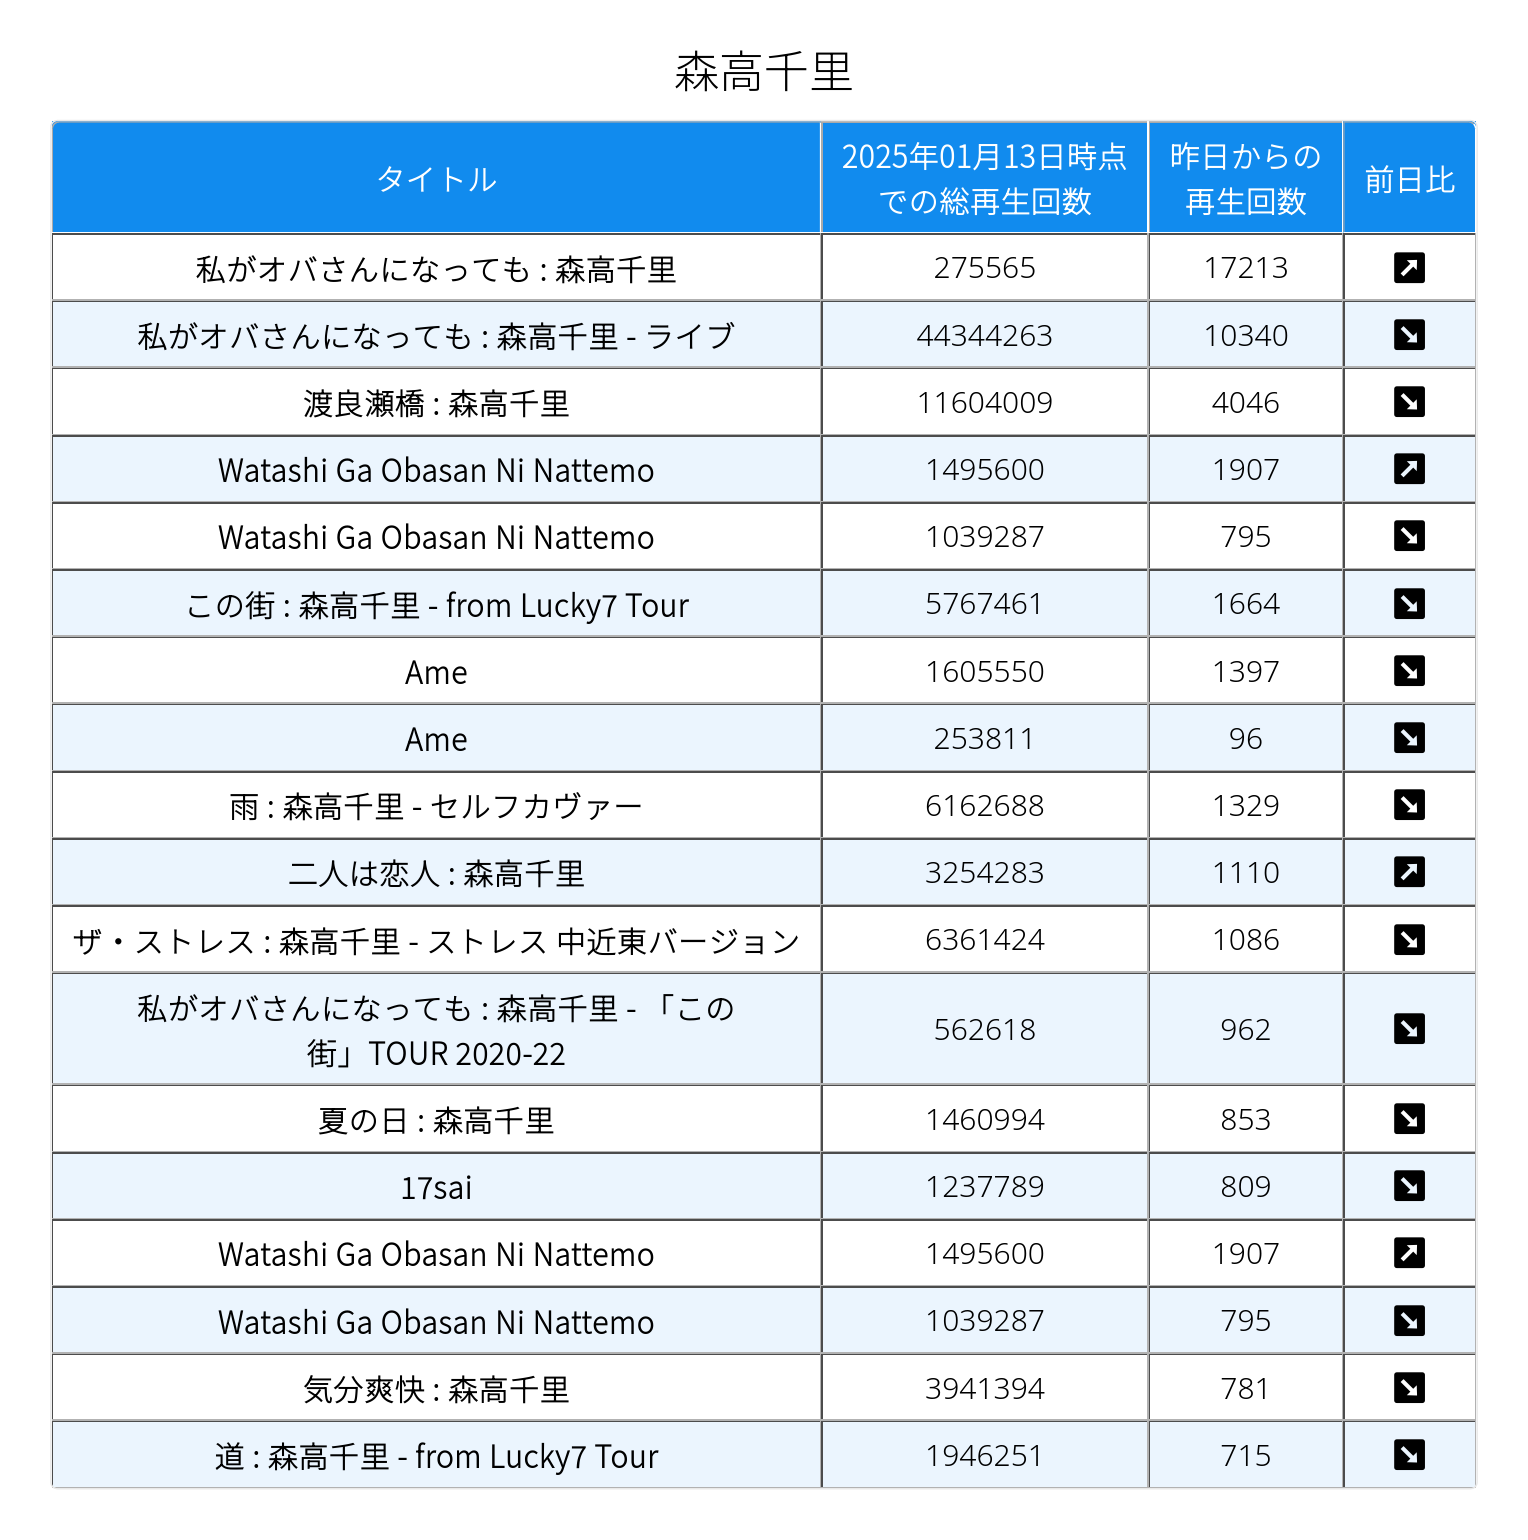 森高千里
タイトル
2025年01月13日時点
での総再生回数
昨日からの
再生回数
前日比
私がオバさんになっても : 森高千里 275565 17213
私がオバさんになっても : 森高千里 - ライブ 44344263 10340
渡良瀬橋 : 森高千里 11604009 4046
Watashi Ga Obasan Ni Nattemo 1495600 1907
Watashi Ga Obasan Ni Nattemo 1039287 795
この街 : 森高千里 - from Lucky7 Tour 5767461 1664
Ame 1605550 1397
Ame 253811 96
雨 : 森高千里 - セルフカヴァー 6162688 1329
二人は恋人 : 森高千里 3254283 1110
ザ・ストレス : 森高千里 - ストレス 中近東バージョン 6361424 1086
私がオバさんになっても : 森高千里 - 「この
街」TOUR 2020-22 562618 962
夏の日 : 森高千里 1460994 853
17sai 1237789 809
Watashi Ga Obasan Ni Nattemo 1495600 1907
Watashi Ga Obasan Ni Nattemo 1039287 795
気分爽快 : 森高千里 3941394 781
道 : 森高千里 - from Lucky7 Tour 1946251 715